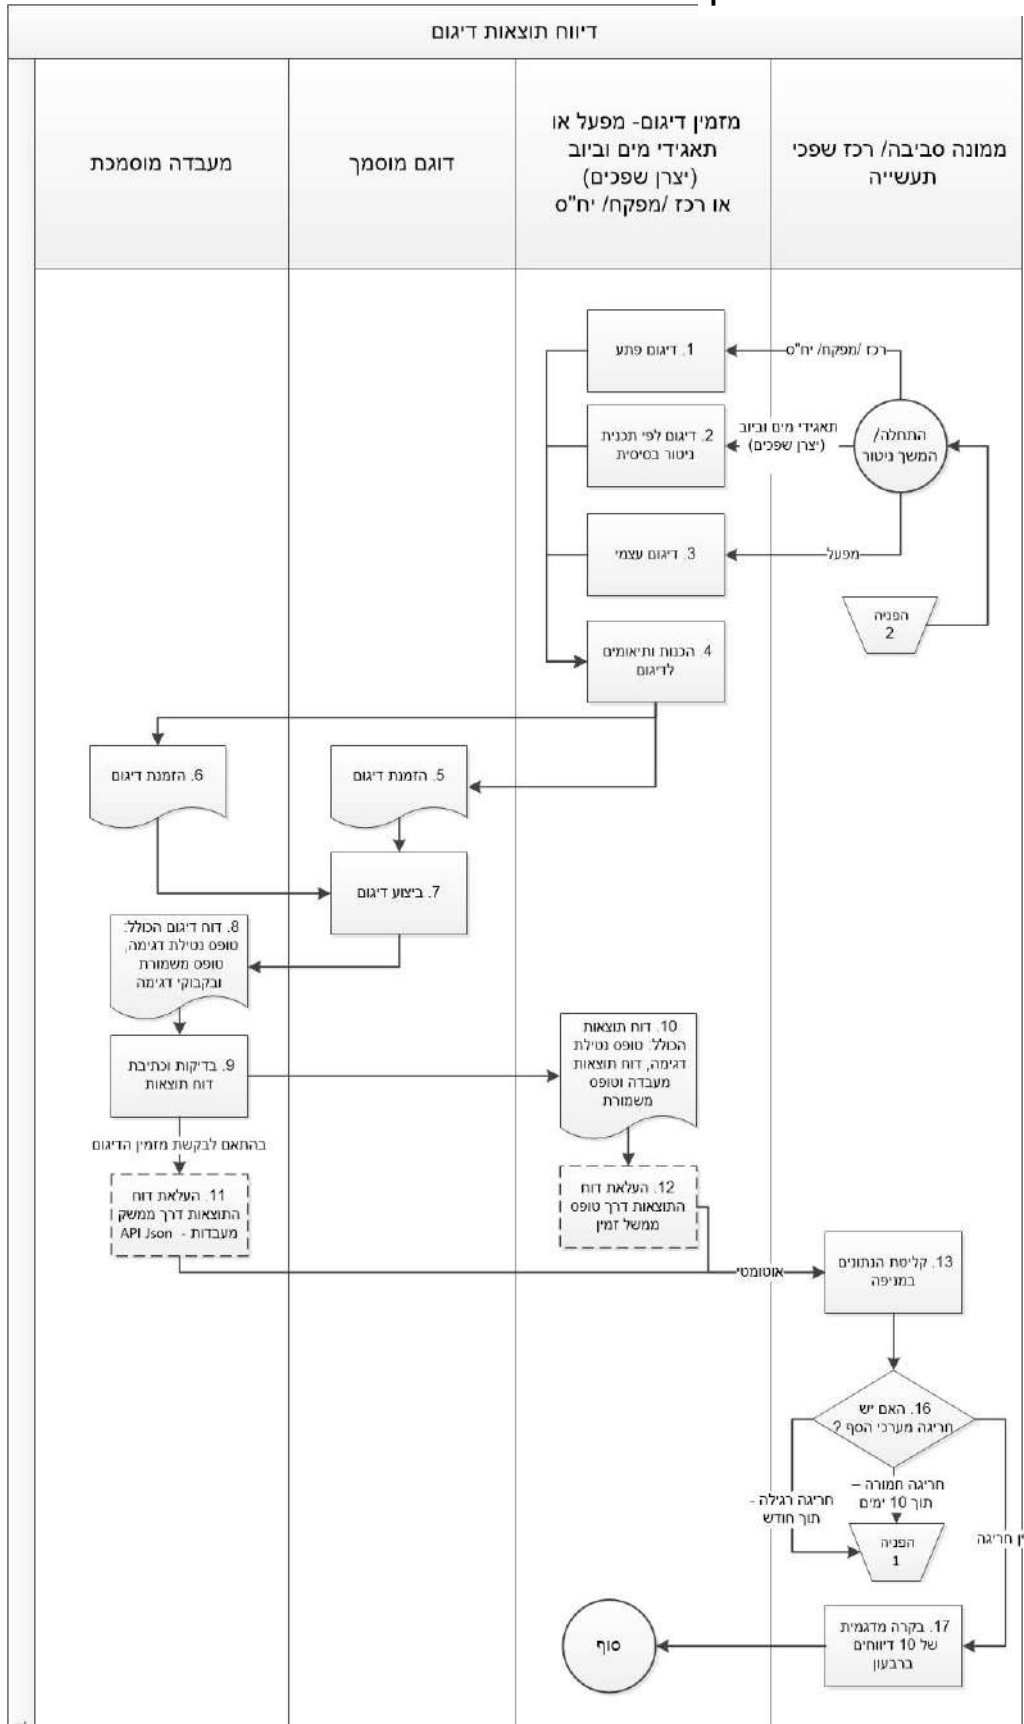 דיווח תוצאות דיגום
ממונה סביבה/ רכז שפכי
תעשייה
מזמין דיגום- מפעל או
תאגידי מים וביוב
(יצרן שפכים)
או רכז /מפקח/ יח"ס
דוגם מוסמך
מעבדה מוסמכת
רכז /מפקח/ יח"ס
1. דיגום פתע
התחלה/
המשך ניטור
תאגידי מים וביוב
(יצרן שפכים)
2. דיגום לפי תכנית
ניטור בסיסית
מפעל
3. דיגום עצמי
הפניה
2
4. הכנות ותיאומים
לדיגום
5. הזמנת דיגום
6. הזמנת דיגום
7. ביצוע דיגום
8. דוח דיגום הכולל:
טופס נטילת דגימה,
טופס משמורת
ובקבוקי דגימה
9. בדיקות וכתיבת
דוח תוצאות
10. דוח תוצאות
הכולל: טופס נטילת
דגימה, דוח תוצאות
מעבדה וטופס
משמורת
בהתאם לבקשת מזמין הדיגום
11. העלאת דוח
התוצאות דרך ממשק
מעבדות - API Json
12. העלאת דוח
התוצאות דרך טופס
ממשל זמין
אוטומטי
13. קליטת הנתונים
במניפה
16. האם יש
חריגה מערכי הסף ?
חריגה חמורה –
תוך 10 ימים
חריגה רגילה -
תוך חודש
ן חריגה
הפניה
1
17. בקרה מדגמית
של 10 דיווחים
ברבעון
סוף